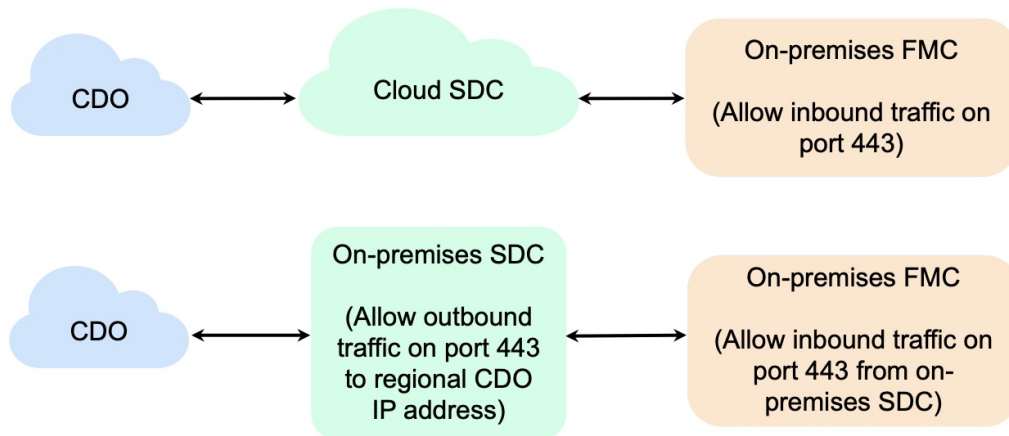 CDO
Cloud SDC
On-premises FMC
(Allow inbound traffic on
port 443)
CDO
On-premises SDC
(Allow outbound
traffic on port 443
to regional CDO
IP address)
On-premises FMC
(Allow inbound traffic on
port 443 from on-
premises SDC)